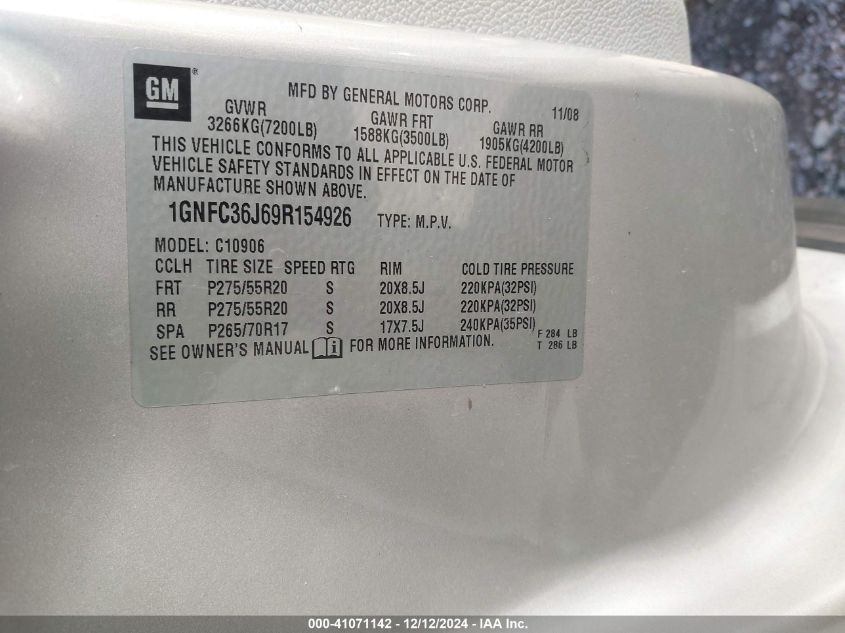 GM ®
MFD BY GENERAL MOTORS CORP. 11/08
GVWR GAWR FRT GAWR RR
3266KG(7200LB) 1588KG(3500LB) 1905KG(4200LB)
THIS VEHICLE CONFORMS TO ALL APPLICABLE U.S. FEDERAL MOTOR
VEHICLE SAFETY STANDARDS IN EFFECT ON THE DATE OF
MANUFACTURE SHOWN ABOVE.
1GNFC36J69R154926 TYPE: M.P.V.
MODEL: C10906
CCLH TIRE SIZE SPEED RTG RIM COLD TIRE PRESSURE
FRT P275/55R20 S 20X8.5J 220KPA(32PSI)
RR P275/55R20 S 20X8.5J 220KPA(32PSI)
SPA P265/70R17 S 17X7.5J 240KPA(35PSI) F 284 LB
SEE OWNER'S MANUAL i FOR MORE INFORMATION. T 286 LB
000-41071142 - 12/12/2024 - IAA Inc.